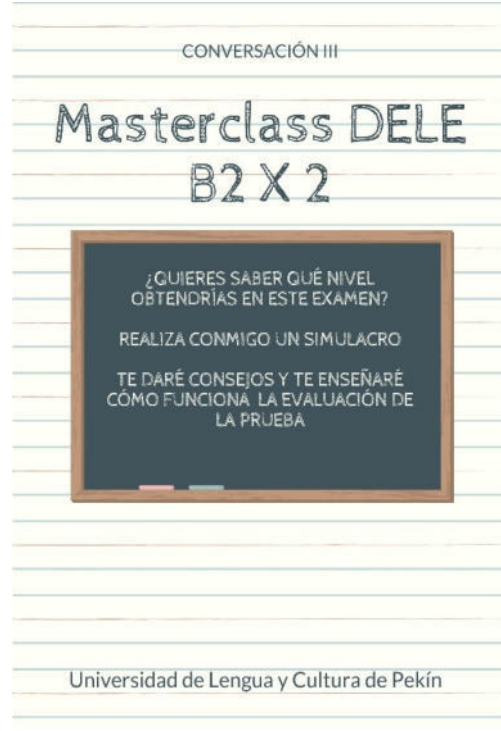 CONVERSACIÓN III
Masterclass DELE
B2 X 2
¿QUIERES SABER QUÉ NIVEL
OBTENDRÍAS EN ESTE EXAMEN?
REALIZA CONMIGO UN SIMULACRO
TE DARÉ CONSEJOS Y TE ENSEÑARÉ
CÓMO FUNCIONA LA EVALUACIÓN DE
LA PRUEBA
Universidad de Lengua y Cultura de Pekín